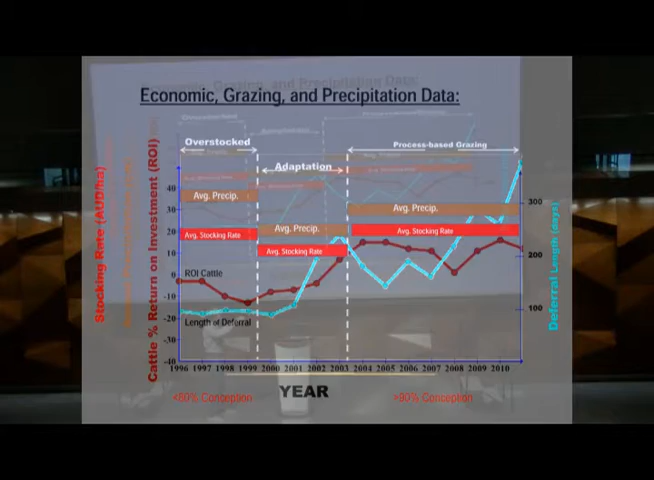 Economic, Grazing, and Precipitation Data:
Overstocked
Process-based Grazing
Adaptation
Avg. Precip.
Avg. Precip.
Avg. Precip.
Avg. Stocking Rate
Avg. Stocking Rate
Avg. Stocking Rate
ROI Cattle
Length of Deferral
Stocking Rate (AUD/ha)
Cattle % Return on Investment (ROI)
40
30
20
10
0
-10
-20
-30
-40
300
200
100
Deferral Length (days)
1996 1997 1998 1999 2000 2001 2002 2003 2004 2005 2006 2007 2008 2009 2010
YEAR
<60% Conception
>90% Conception